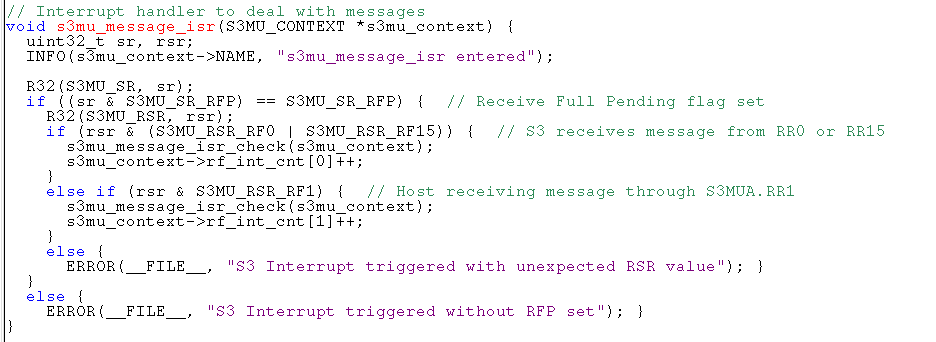 // Interrupt handler to deal with messages
void s3mu_message_isr(S3MU_CONTEXT *s3mu_context) {
  uint32_t sr, rsr;
  INFO(s3mu_context->NAME, "s3mu_message_isr entered");

  R32(S3MU_SR, sr);
  if ((sr & S3MU_SR_RFP) == S3MU_SR_RFP) {  // Receive Full Pending flag set
    R32(S3MU_RSR, rsr);
    if (rsr & (S3MU_RSR_RF0 | S3MU_RSR_RF15)) {  // S3 receives message from RR0 or RR15
      s3mu_message_isr_check(s3mu_context);
      s3mu_context->rf_int_cnt[0]++;
    }
    else if (rsr & S3MU_RSR_RF1) {  // Host receiving message through S3MUA.RR1
      s3mu_message_isr_check(s3mu_context);
      s3mu_context->rf_int_cnt[1]++;
    }
    else {
      ERROR(__FILE__, "S3 Interrupt triggered with unexpected RSR value"); }
  }
  else {
    ERROR(__FILE__, "S3 Interrupt triggered without RFP set"); }
}